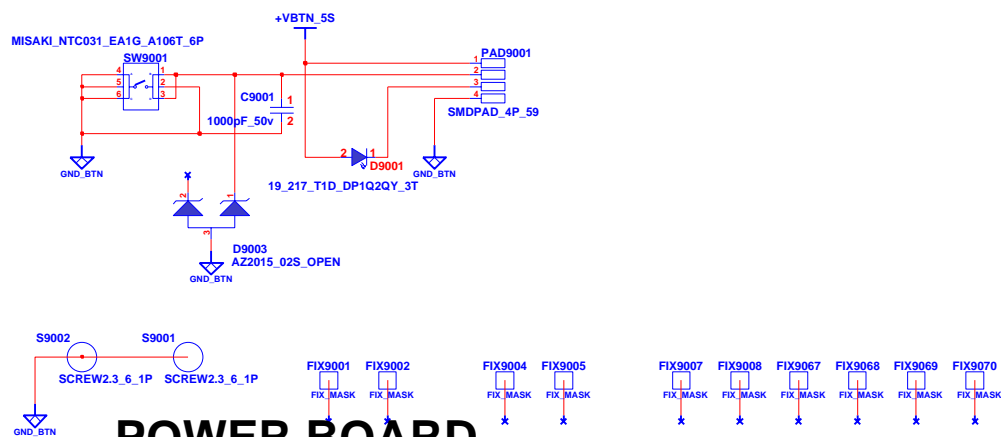 +VBTN_5S
MISAKI_NTC031_EA1G_A106T_6P
SW9001
PAD9001
4
5
6
1
2
3
C9001
1
2
1000pF_50v
1
2
3
4
SMDPAD_4P_59
2
1
D9001
19_217_T1D_DP1Q2QY_3T
GND_BTN
GND_BTN
2
1
3
D9003
AZ2015_02S_OPEN
GND_BTN
S9002
S9001
SCREW2.3_6_1P
SCREW2.3_6_1P
GND_BTN
FIX9001
FIX9002
FIX9004
FIX9005
FIX9007
FIX9008
FIX9067
FIX9068
FIX9069
FIX9070
FIX_MASK
FIX_MASK
FIX_MASK
FIX_MASK
FIX_MASK
FIX_MASK
FIX_MASK
FIX_MASK
FIX_MASK
FIX_MASK
POWER BOARD